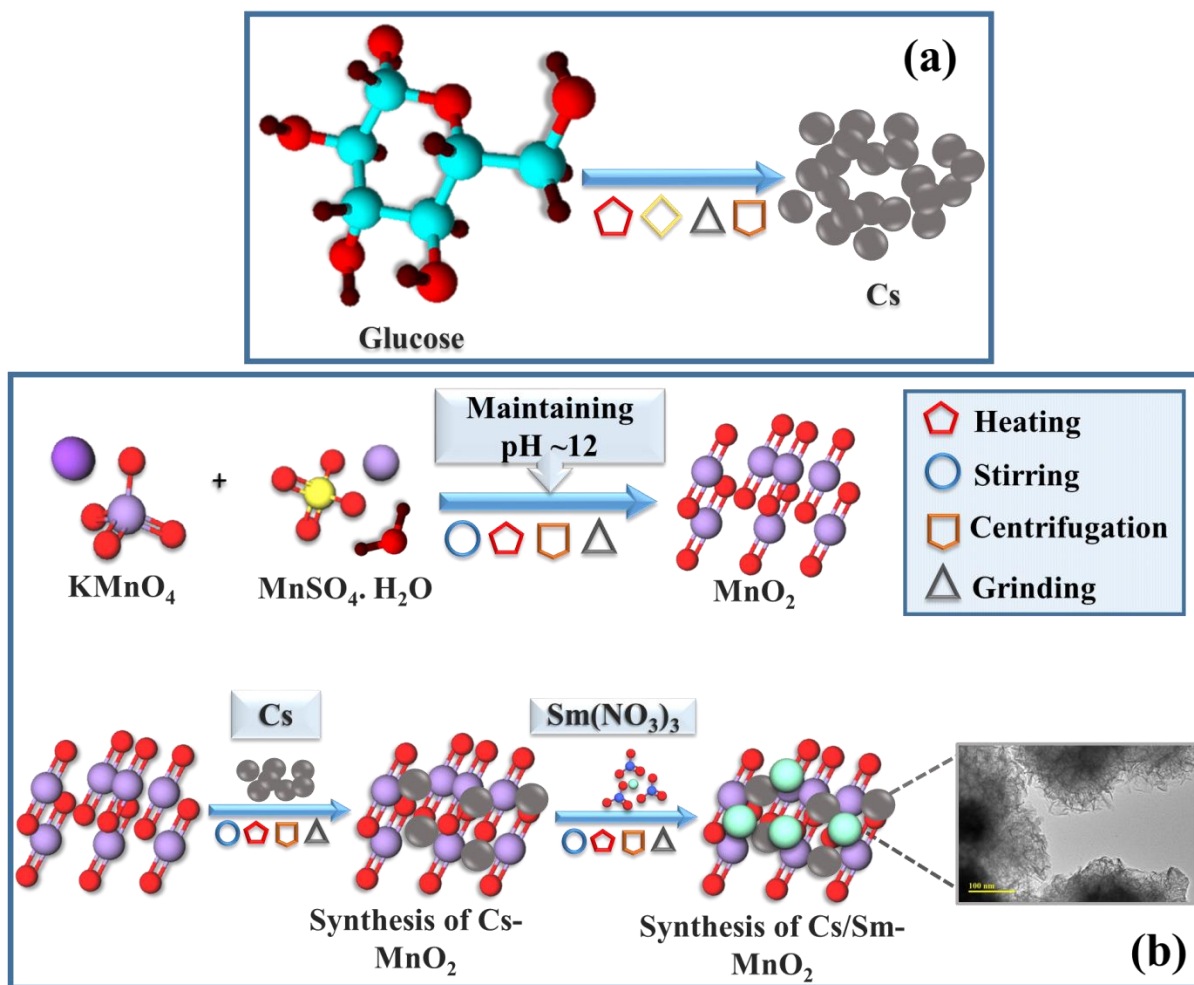 (a)
Glucose
Cs
Maintaining
pH ~12
+
KMnO₄
MnSO₄. H₂O
MnO₂
Heating
Stirring
Centrifugation
Grinding
Cs
Sm(NO₃)₃
100 nm
Synthesis of Cs-
MnO₂
Synthesis of Cs/Sm-
MnO₂
(b)